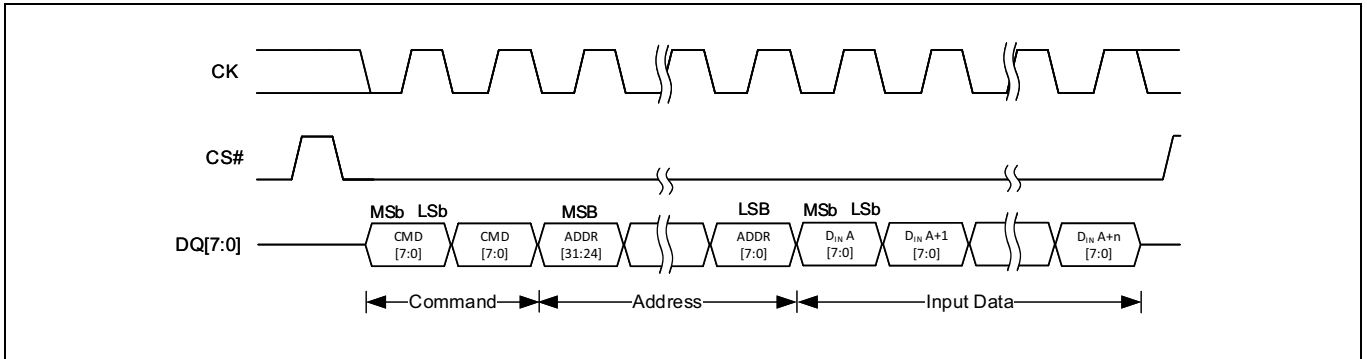 CK
CS#
MSb LSb MSB LSB MSb LSb
DQ[7:0]
CMD [7:0]
CMD [7:0]
ADDR [31:24]
ADDR [7:0]
DIN A [7:0]
DIN A+1 [7:0]
DIN A+n [7:0]
Command Address Input Data